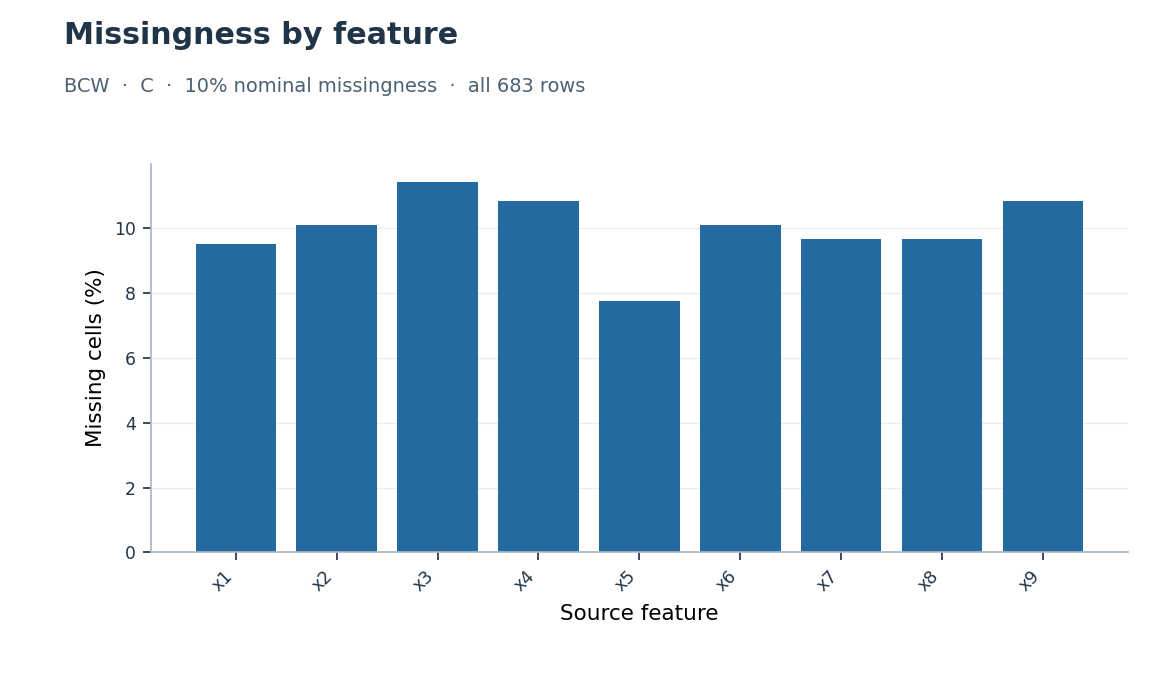 Missingness by feature
BCW · C · 10% nominal missingness · all 683 rows
10
8
6
4
2
0
Missing cells (%)
x1 x2 x3 x4 x5 x6 x7 x8 x9
Source feature